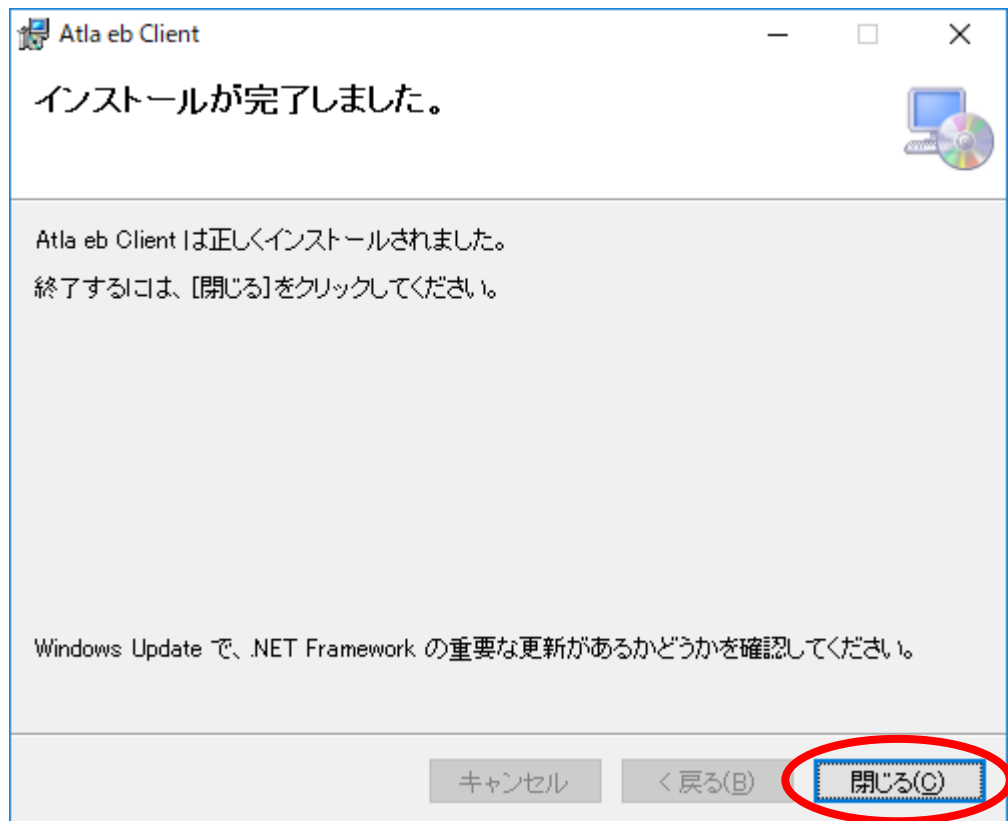 Atla eb Client
インストールが完了しました。
Atla eb Client は正しくインストールされました。
終了するには、[閉じる]をクリックしてください。
Windows Update で、.NET Framework の重要な更新があるかどうかを確認してください。
キャンセル
< 戻る(B)
閉じる(C)